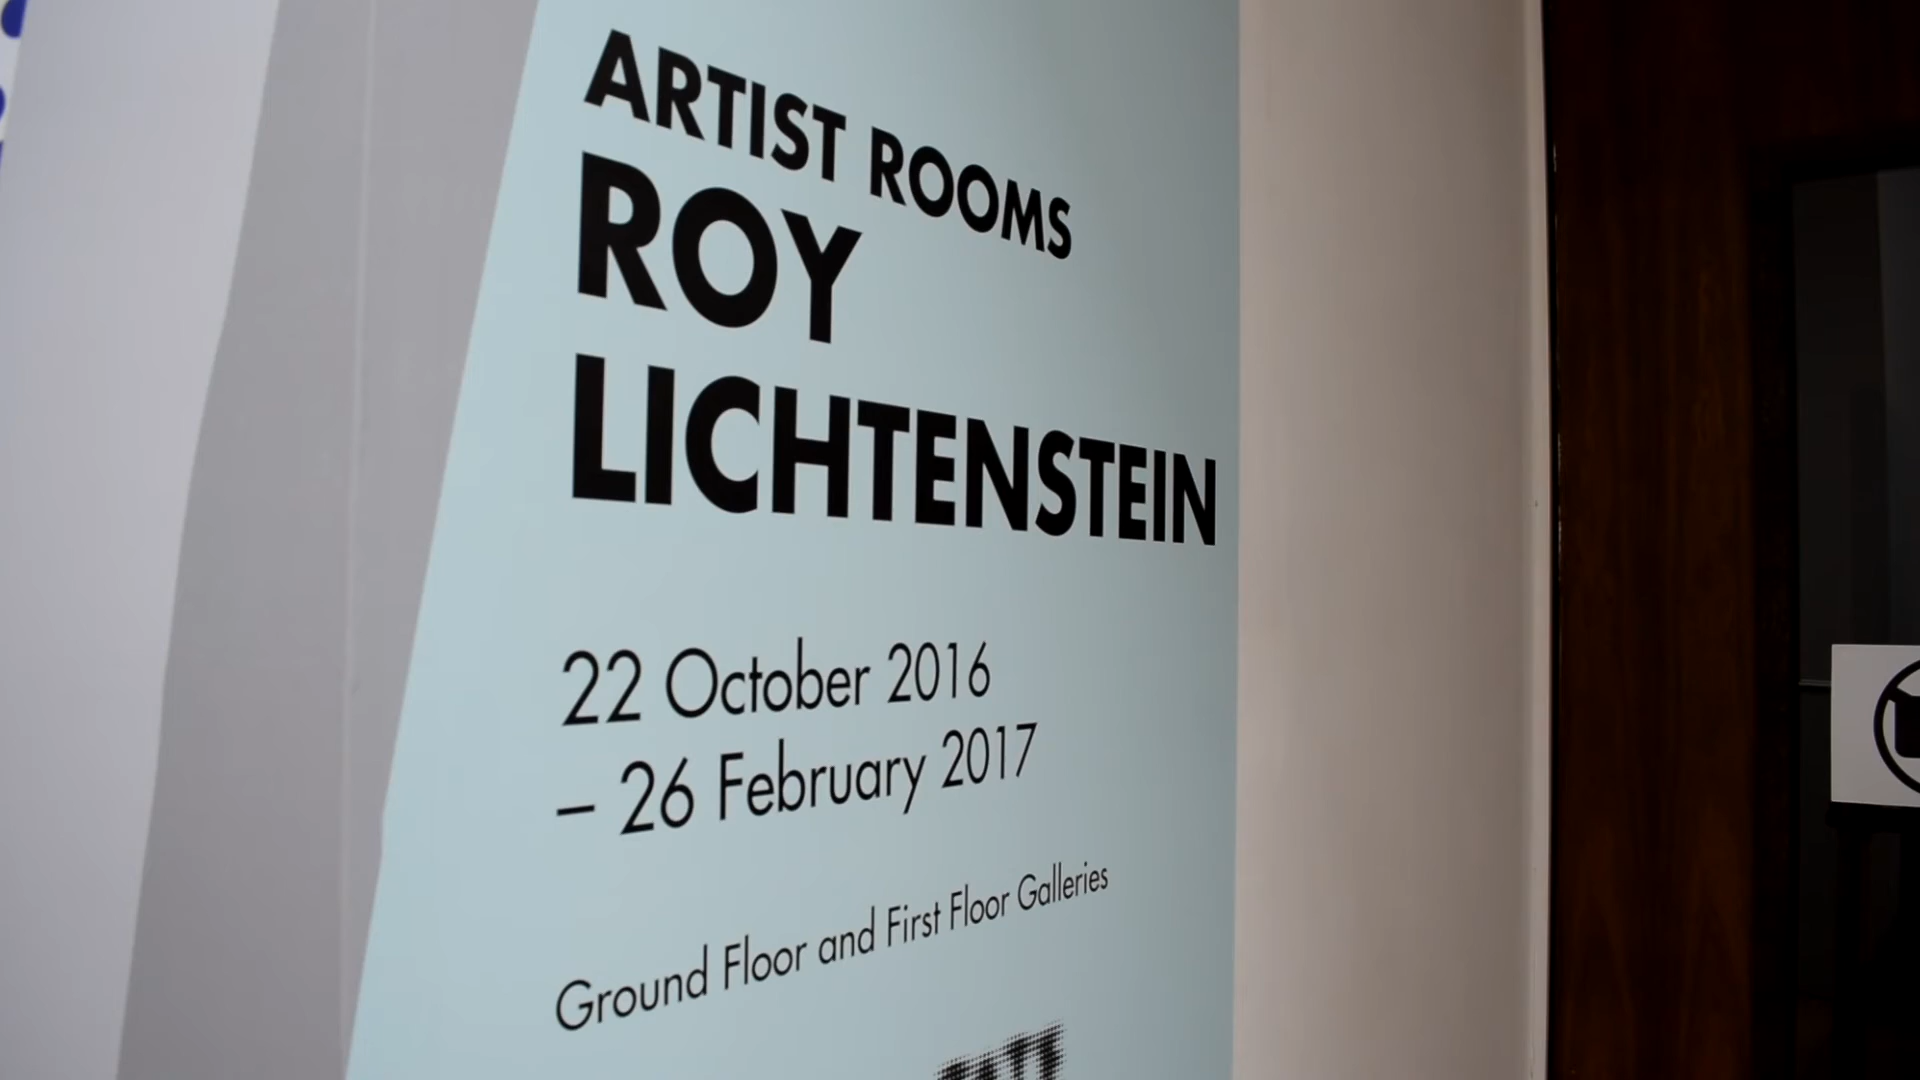 ARTIST ROOMS
ROY
LICHTENSTEIN
22 October 2016
– 26 February 2017
Ground Floor and First Floor Galleries